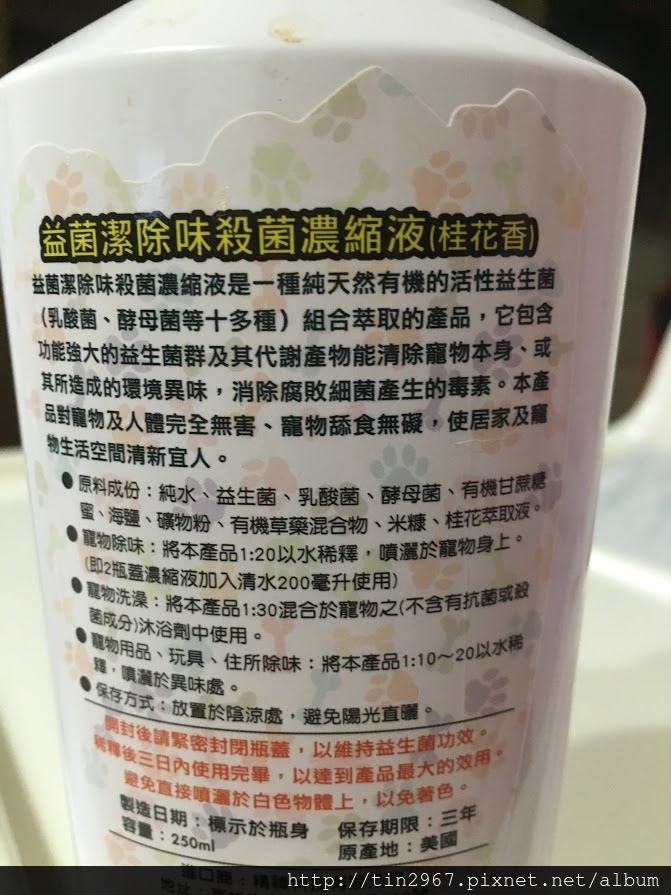 益菌潔除味殺菌濃縮液(桂花香)
益菌潔除味殺菌濃縮液是一種純天然有機的活性益生菌
（乳酸菌、酵母菌等十多種）組合萃取的產品，它包含
功能強大的益生菌群及其代謝產物能清除寵物本身、或
其所造成的環境異味，消除腐敗細菌產生的毒素。本產
品對寵物及人體完全無害、寵物舔食無礙，使居家及寵
物生活空間清新宜人。
●原料成份：純水、益生菌、乳酸菌、酵母菌、有機甘蔗糖
蜜、海鹽、礦物粉、有機草藥混合物、米糠、桂花萃取液。
●寵物除味：將本產品1:20以水稀釋，噴灑於寵物身上。
(即2瓶蓋濃縮液加入清水200毫升使用)
●寵物洗澡：將本產品1:30混合於寵物之(不含有抗菌或殺
菌成分)沐浴劑中使用。
●寵物用品、玩具、住所除味：將本產品1:10～20以水稀
釋，噴灑於異味處。
●保存方式：放置於陰涼處，避免陽光直曬。
開封後請緊密封閉瓶蓋，以維持益生菌功效。
稀釋後三日內使用完畢，以達到產品最大的效用。
避免直接噴灑於白色物體上，以免著色。
製造日期：標示於瓶身 保存期限：三年
容量：250ml 原產地：美國
進口商：精
http://tin2967.pixnet.net/album